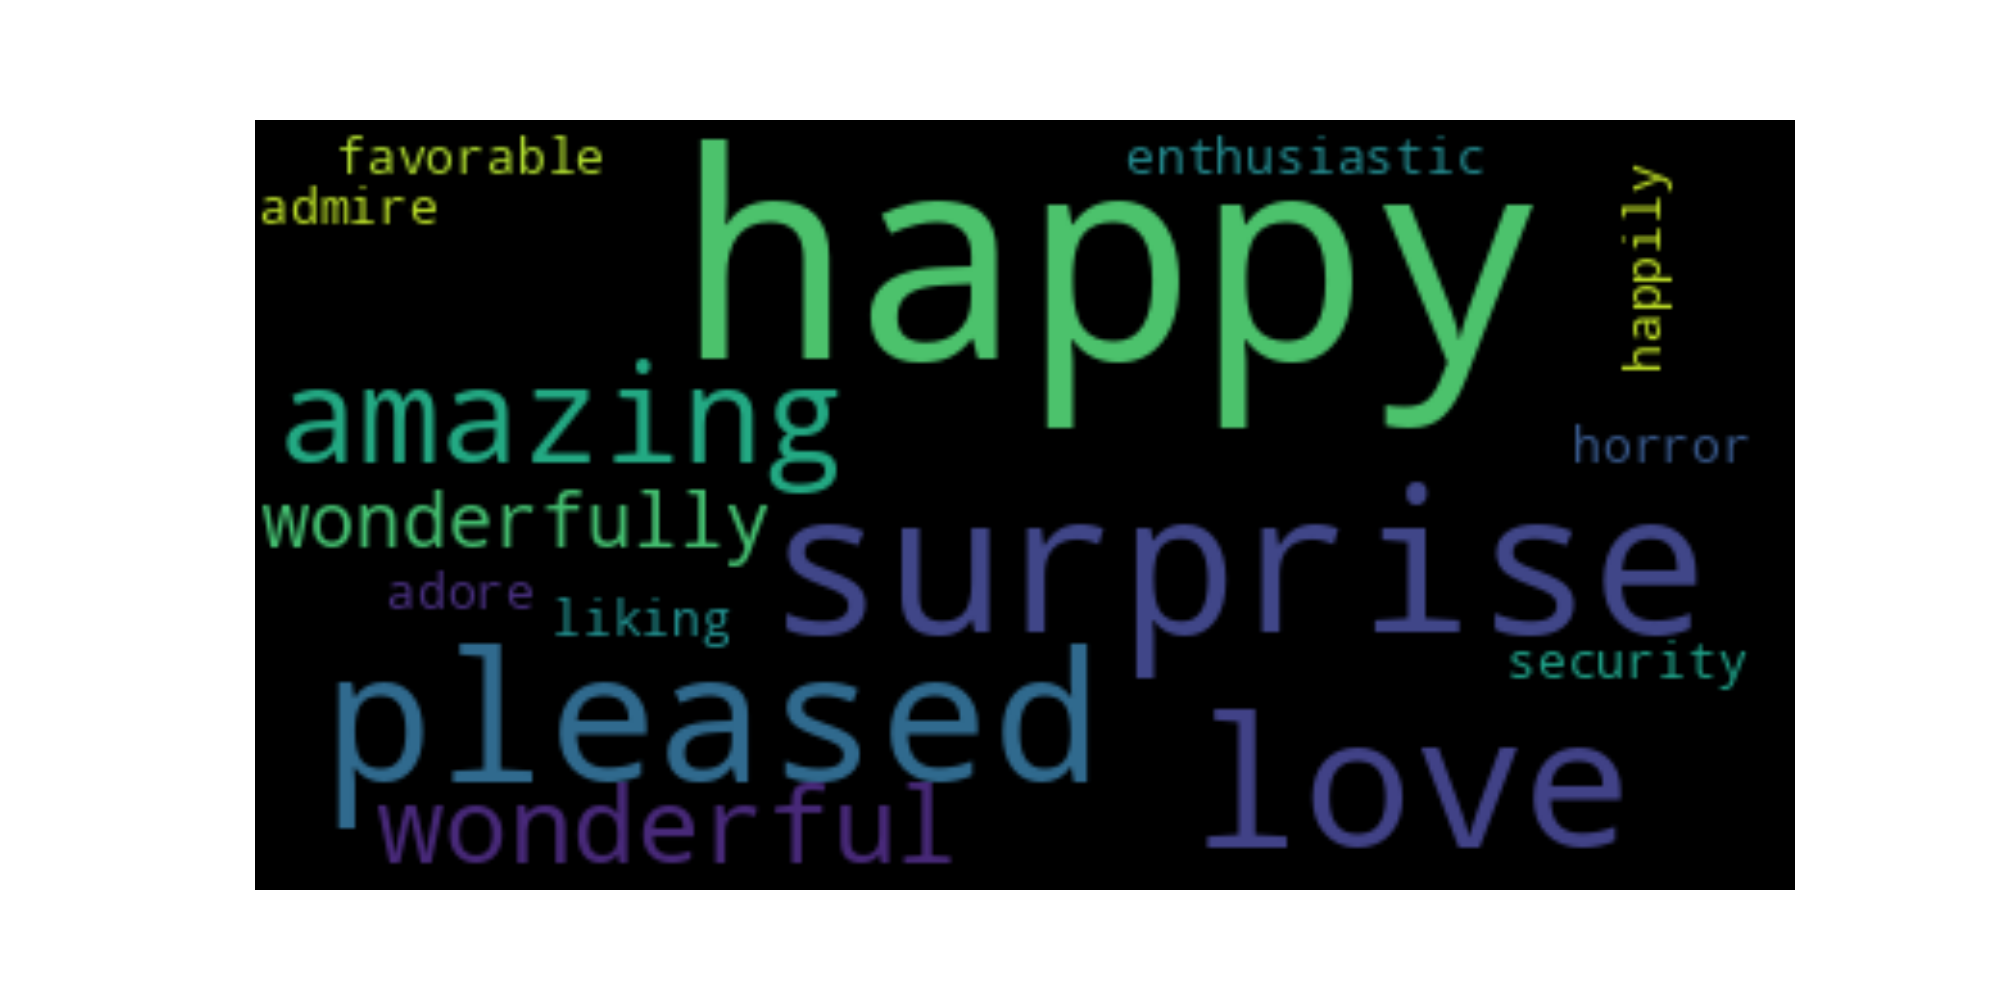 favorable
enthusiastic
happily
admire
happy
amazing
horror
wonderfully
surprise
adore
liking
security
pleased
love
wonderful